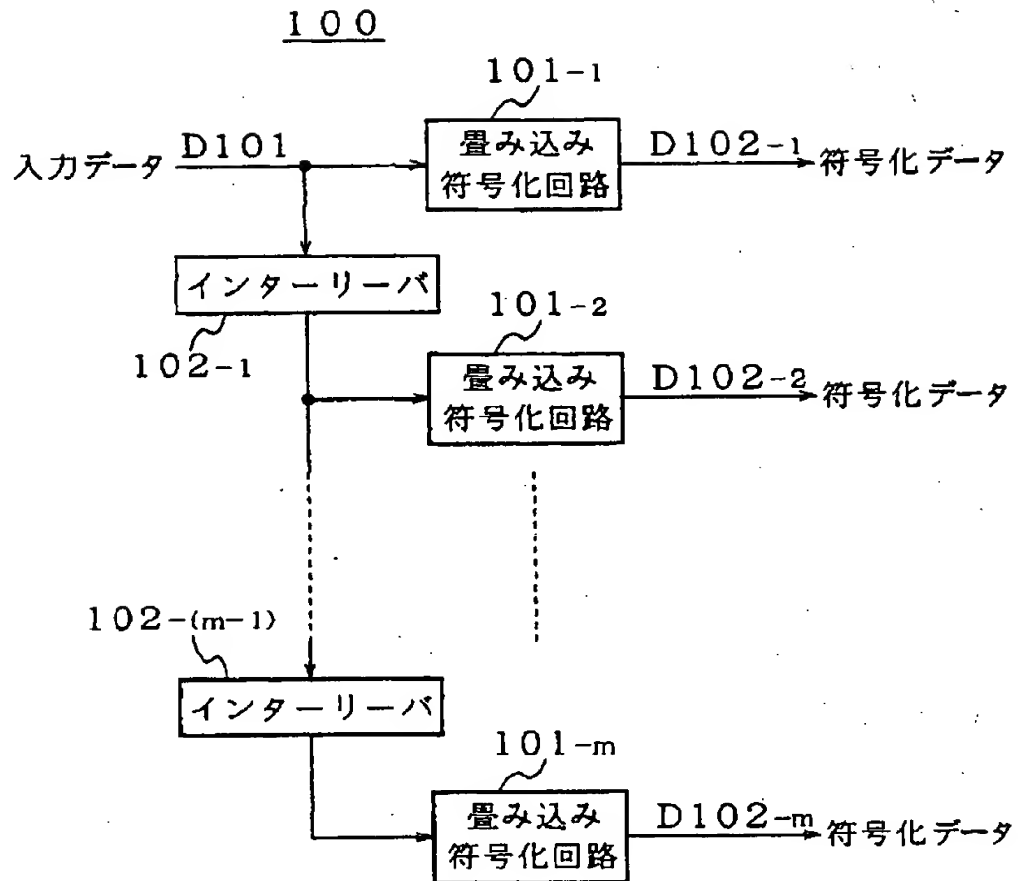 100
101-1
入力データ
D101
畳み込み
符号化回路
D102-1
符号化データ
インターリーバ
102-1
101-2
畳み込み
符号化回路
D102-2
符号化データ
102-(m-1)
インターリーバ
101-m
畳み込み
符号化回路
D102-m
符号化データ